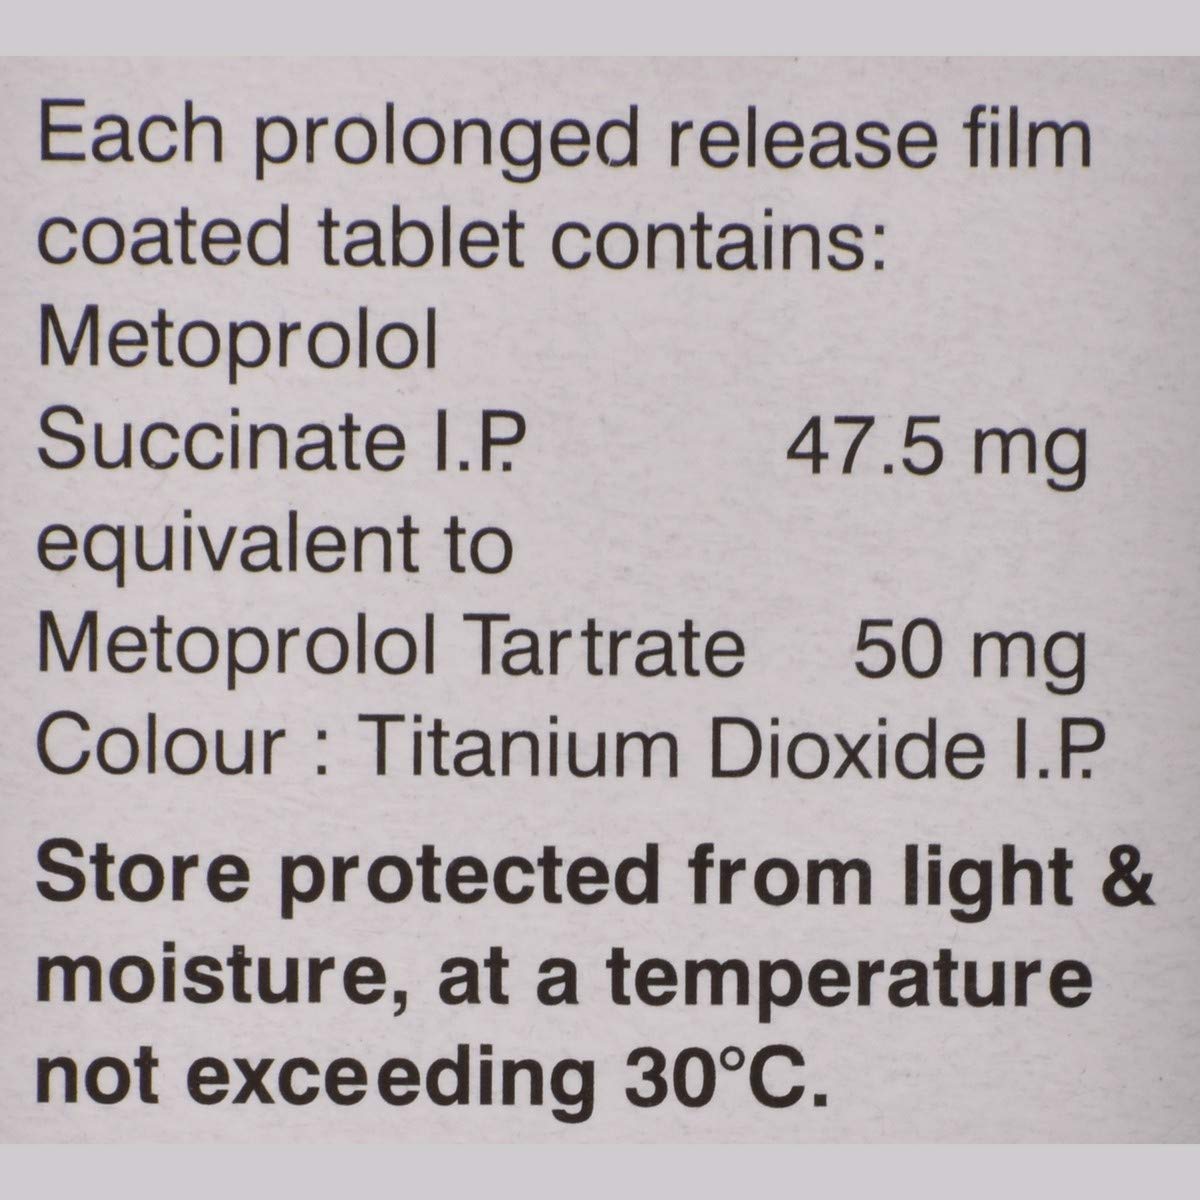 Each prolonged release film
coated tablet contains:
Metoprolol
Succinate I.P. 47.5 mg
equivalent to
Metoprolol Tartrate 50 mg
Colour : Titanium Dioxide I.P.
Store protected from light &
moisture, at a temperature
not exceeding 30°C.